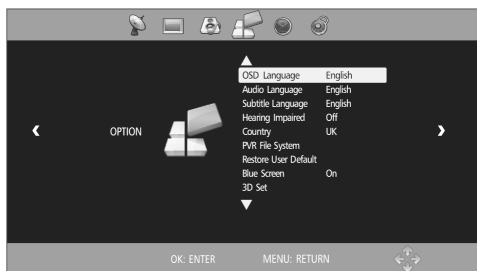 OPTION
OSD Language English
Audio Language English
Subtitle Language English
Hearing Impaired Off
Country UK
PVR File System
Restore User Default
Blue Screen On
3D Set
OK: ENTER MENU: RETURN